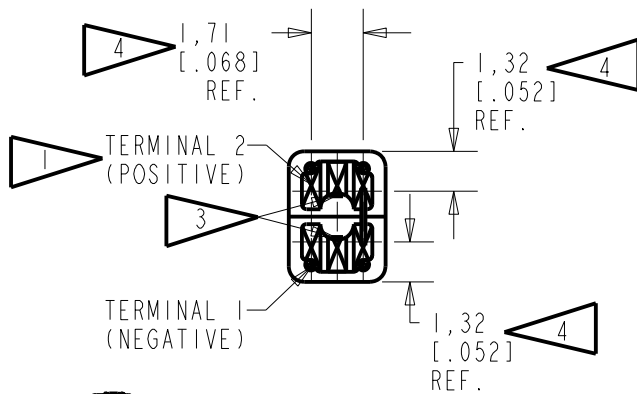 4
1,71
[.068]
REF.
1,32
[.052]
REF.
4
1
TERMINAL 2
(POSITIVE)
3
TERMINAL 1
(NEGATIVE)
1,32
[.052]
REF.
4